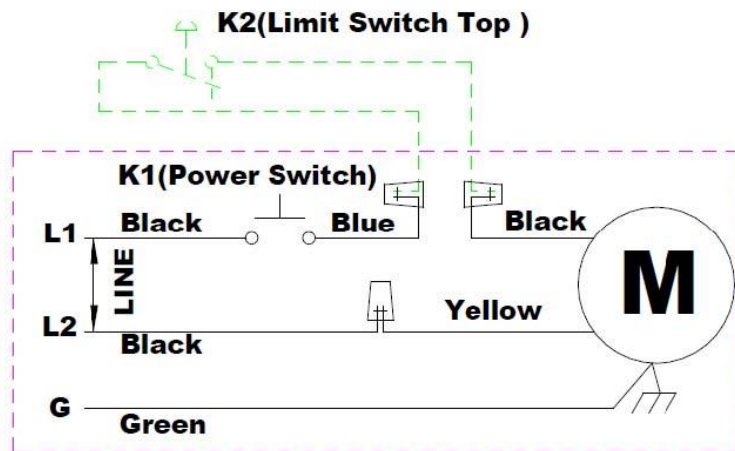 K2(Limit Switch Top )
K1(Power Switch)
L1
Black
Blue
Black
LINE
M
L2
Black
Yellow
G
Green